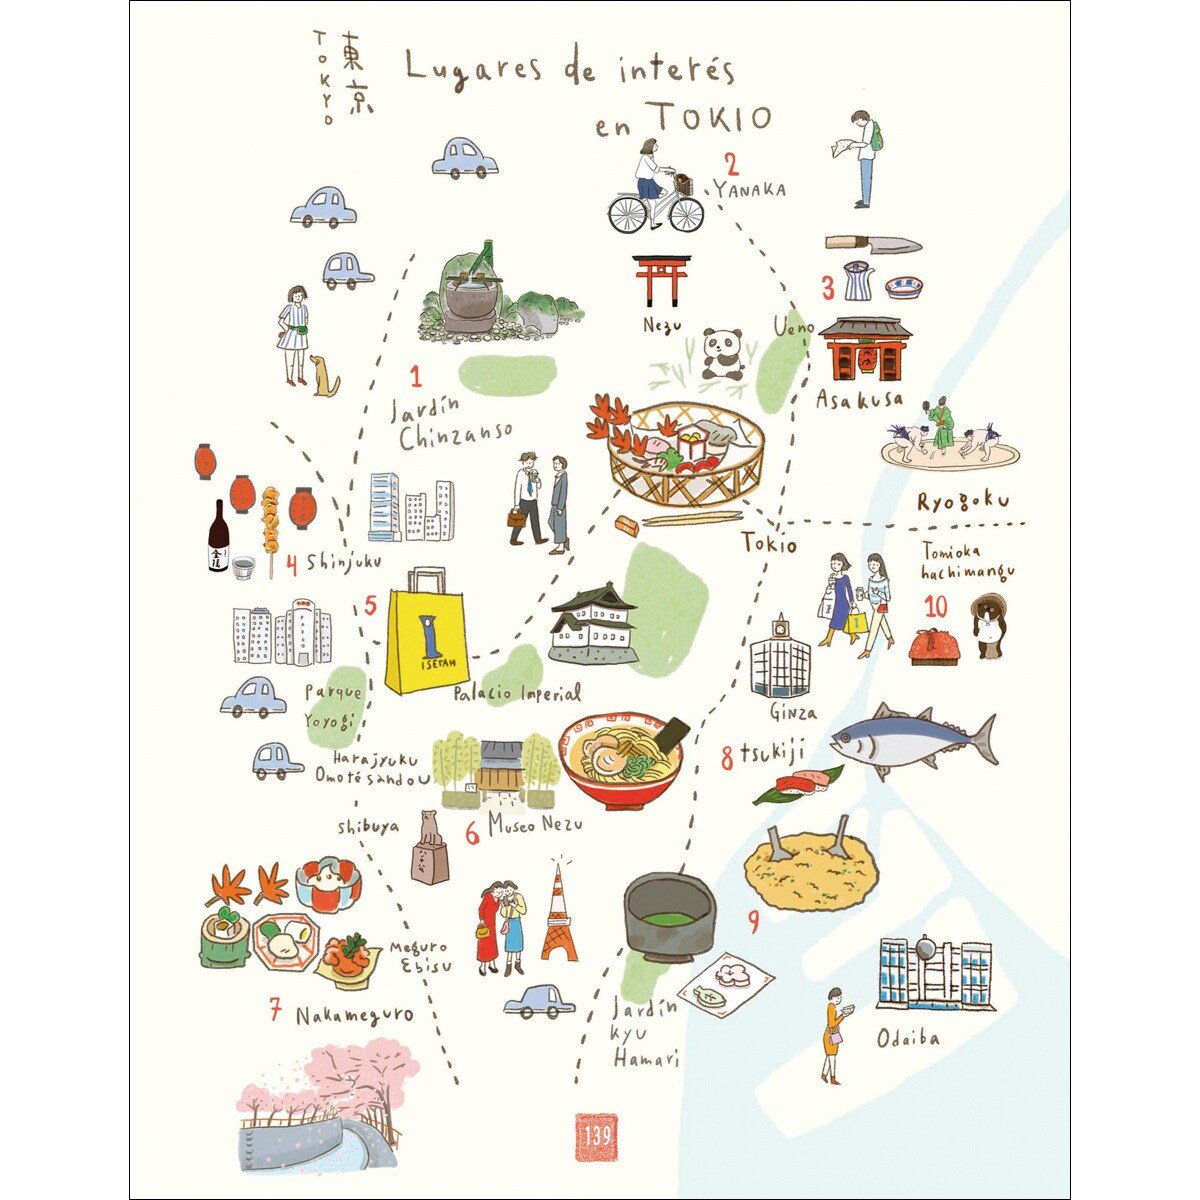 東京
TOKYO
Lugares de interés
en TOKIO
2
YANAKA
3
Nezu
Ueno
Asakusa
1
Jardín
Chinzanso
Ryogoku
4 Shinjuku
Tokio
Tomioka
hachimangu
10
5
ISETAN
Palacio Imperial
Parque
Yoyogi
Ginza
8 tsukiji
Harajyuku
Omotésandou
Shibuya
6 Museo Nezu
9
Meguro
Ebisu
7 Nakameguro
Jardín
kyu
Hamari
Odaiba
139